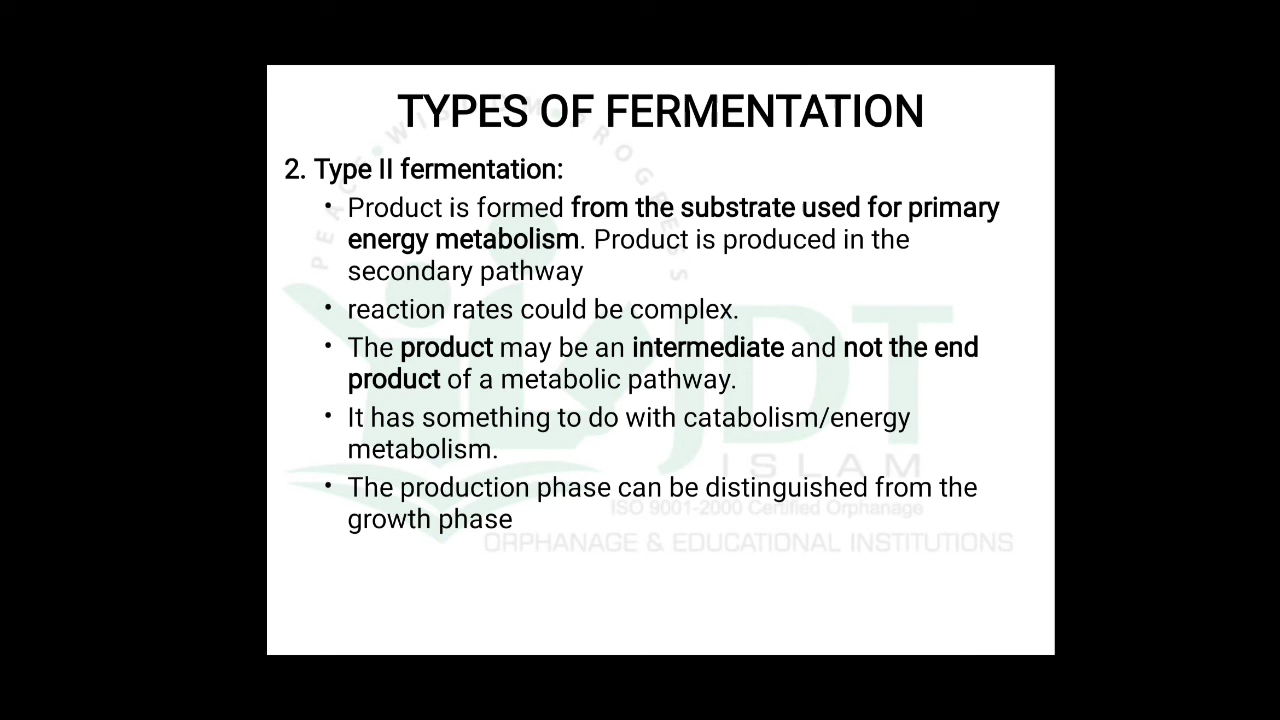 TYPES OF FERMENTATION
2. Type II fermentation:
• Product is formed from the substrate used for primary
energy metabolism. Product is produced in the
secondary pathway
• reaction rates could be complex.
• The product may be an intermediate and not the end
product of a metabolic pathway.
• It has something to do with catabolism/energy
metabolism.
• The production phase can be distinguished from the
growth phase
JDT
ISLAM
ISO 9001-2000 Certified Orphanage
ORPHANAGE & EDUCATIONAL INSTITUTIONS